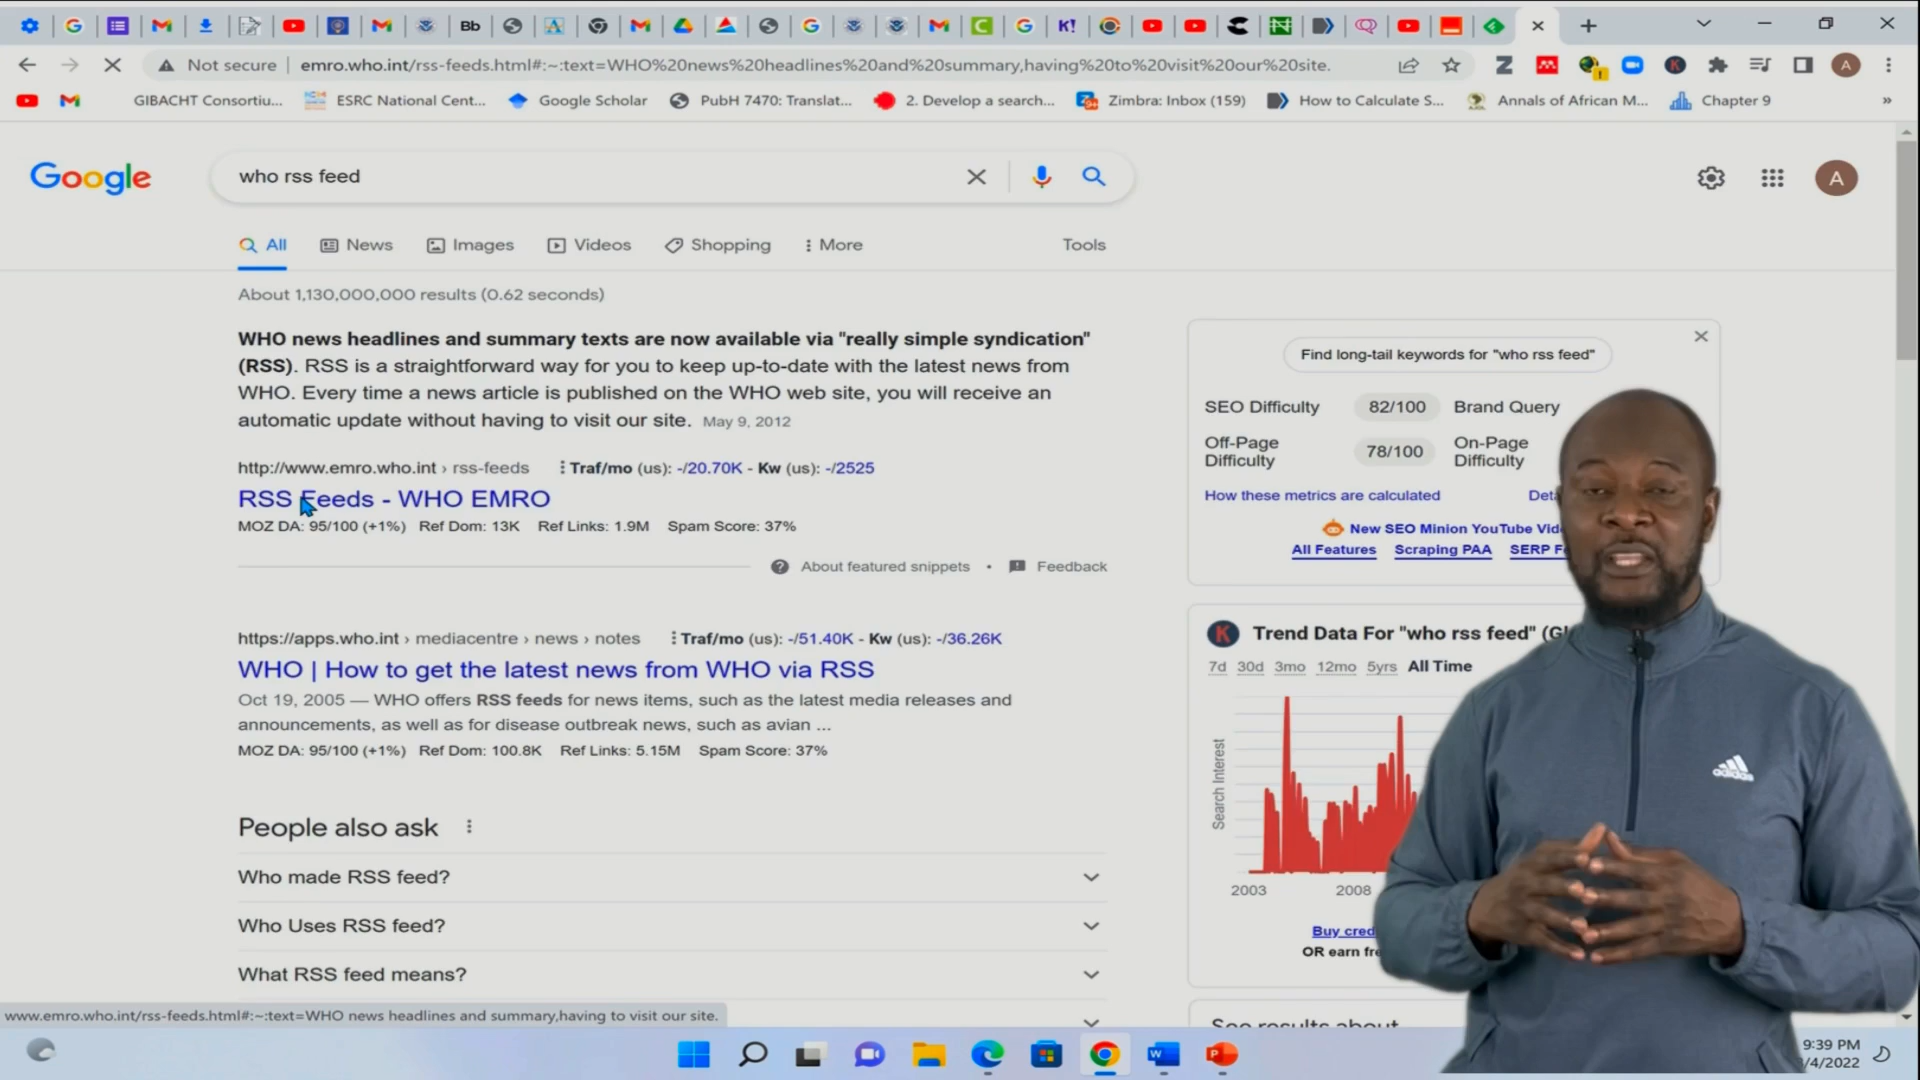 Bb
K!
Not secure
emro.who.int/rss-feeds.html#:~:text=WHO%20news%20headlines%20and%20summary,having%20to%20visit%20our%20site.
A
GIBACHT Consortiu...
ESRC National Cent...
Google Scholar
PubH 7470: Translat...
2. Develop a search...
Zimbra: Inbox (159)
How to Calculate S...
Annals of African M...
Chapter 9
»
Google
who rss feed
A
All
News
Images
Videos
Shopping
More
Tools
About 1,130,000,000 results (0.62 seconds)
WHO news headlines and summary texts are now available via "really simple syndication"
(RSS). RSS is a straightforward way for you to keep up-to-date with the latest news from
WHO. Every time a news article is published on the WHO web site, you will receive an
automatic update without having to visit our site. May 9, 2012
http://www.emro.who.int › rss-feeds
Traf/mo (us): -/20.70K - Kw (us): -/2525
RSS Feeds - WHO EMRO
MOZ DA: 95/100 (+1%) Ref Dom: 13K Ref Links: 1.9M Spam Score: 37%
About featured snippets • Feedback
https://apps.who.int › mediacentre › news › notes
Traf/mo (us): -/51.40K - Kw (us): -/36.26K
WHO | How to get the latest news from WHO via RSS
Oct 19, 2005 — WHO offers RSS feeds for news items, such as the latest media releases and
announcements, as well as for disease outbreak news, such as avian ...
MOZ DA: 95/100 (+1%) Ref Dom: 100.8K Ref Links: 5.15M Spam Score: 37%
People also ask
Who made RSS feed?
Who Uses RSS feed?
What RSS feed means?
www.emro.who.int/rss-feeds.html#:~:text=WHO news headlines and summary,having to visit our site.
Find long-tail keywords for "who rss feed"
SEO Difficulty 82/100 Brand Query
Off-Page
Difficulty 78/100
On-Page
Difficulty
How these metrics are calculated
New SEO Minion YouTube
All Features Scraping PAA SERP
K
Trend Data For "who rss feed"
7d 30d 3mo 12mo 5yrs All Time
Search Interest
2003 2008
Buy
OR earn
See results about
adidas
9:39 PM
/4/2022